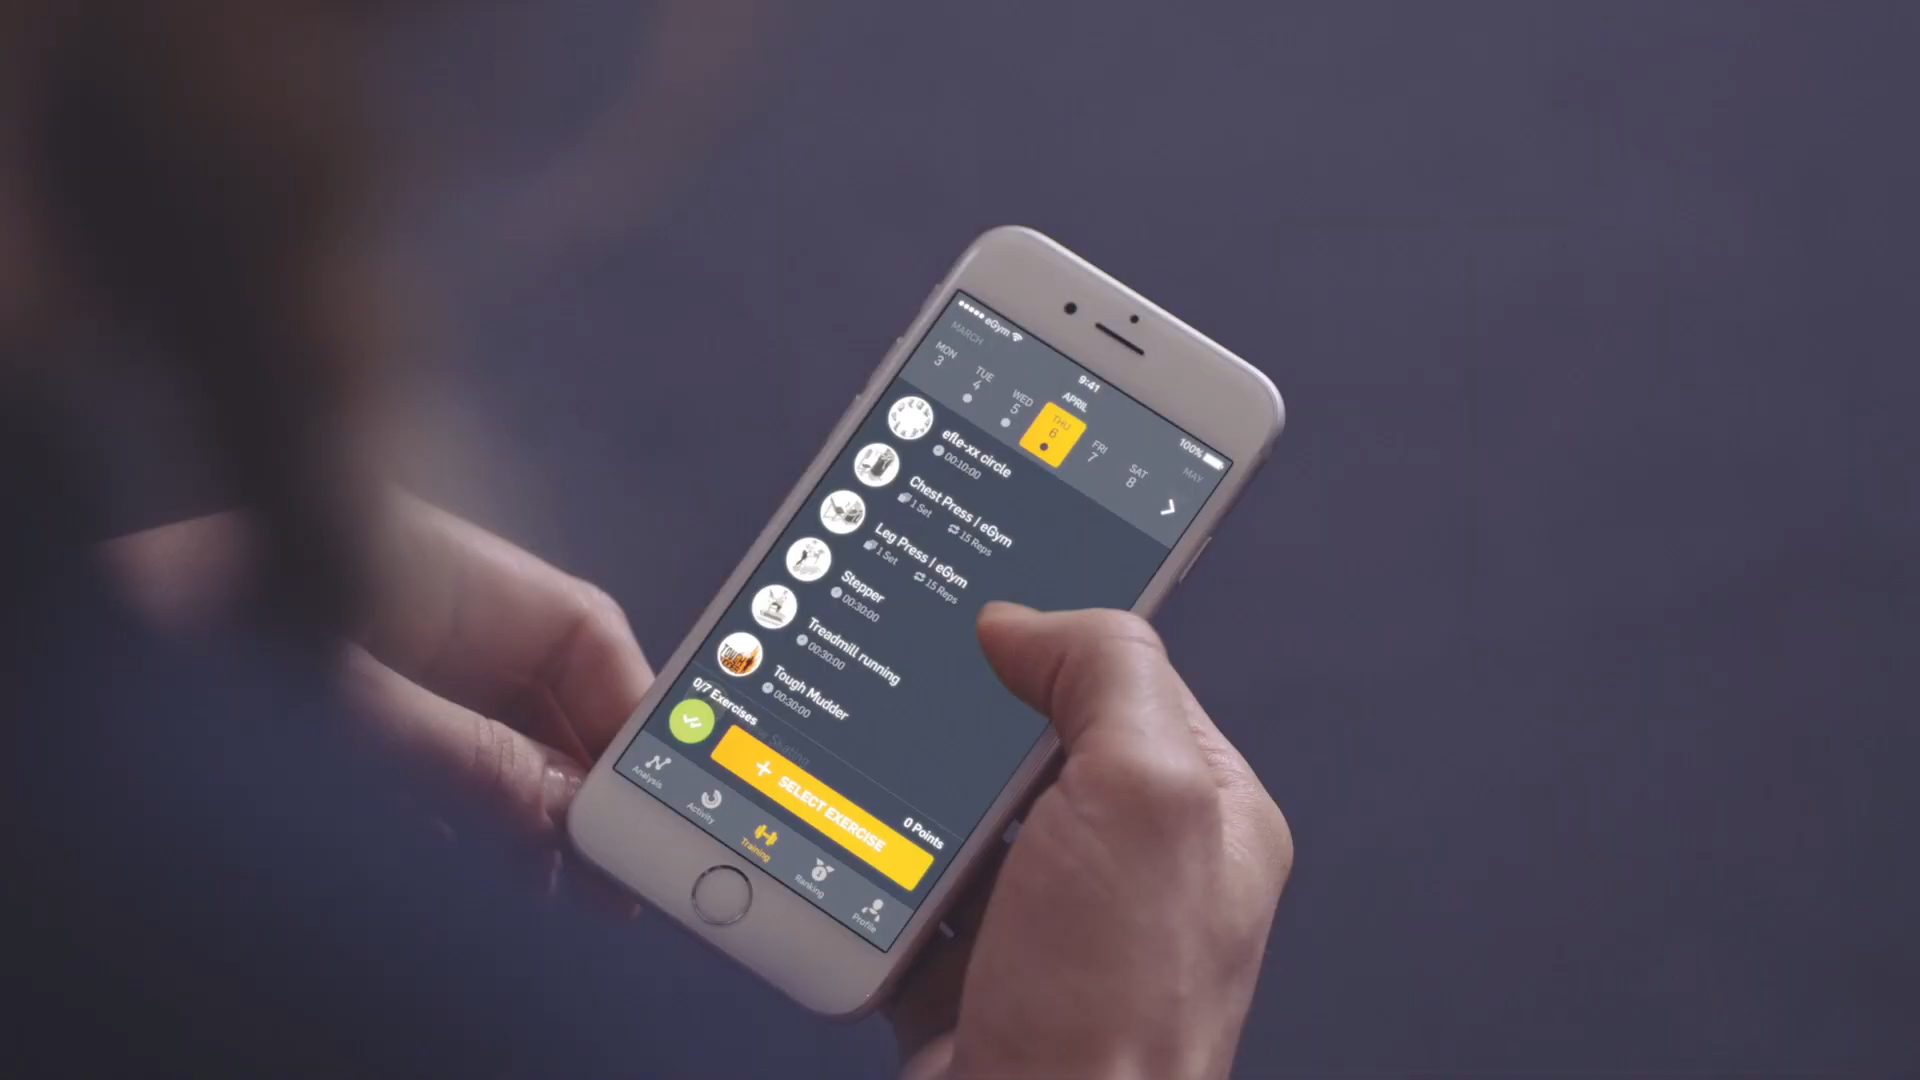 eGym
9:41
100%
MARCH
APRIL
MAY
MON
3
TUE
4
WED
5
THU
6
FRI
7
SAT
8
efle-xx circle
00:10:00
Chest Press | eGym
1 Set 15 Reps
Leg Press | eGym
1 Set 15 Reps
Stepper
00:30:00
Treadmill running
00:30:00
TOUGH
Tough Mudder
00:30:00
Skating
0/7 Exercises
0 Points
+ SELECT EXERCISE
Analysis
Activity
Training
Ranking
Profile